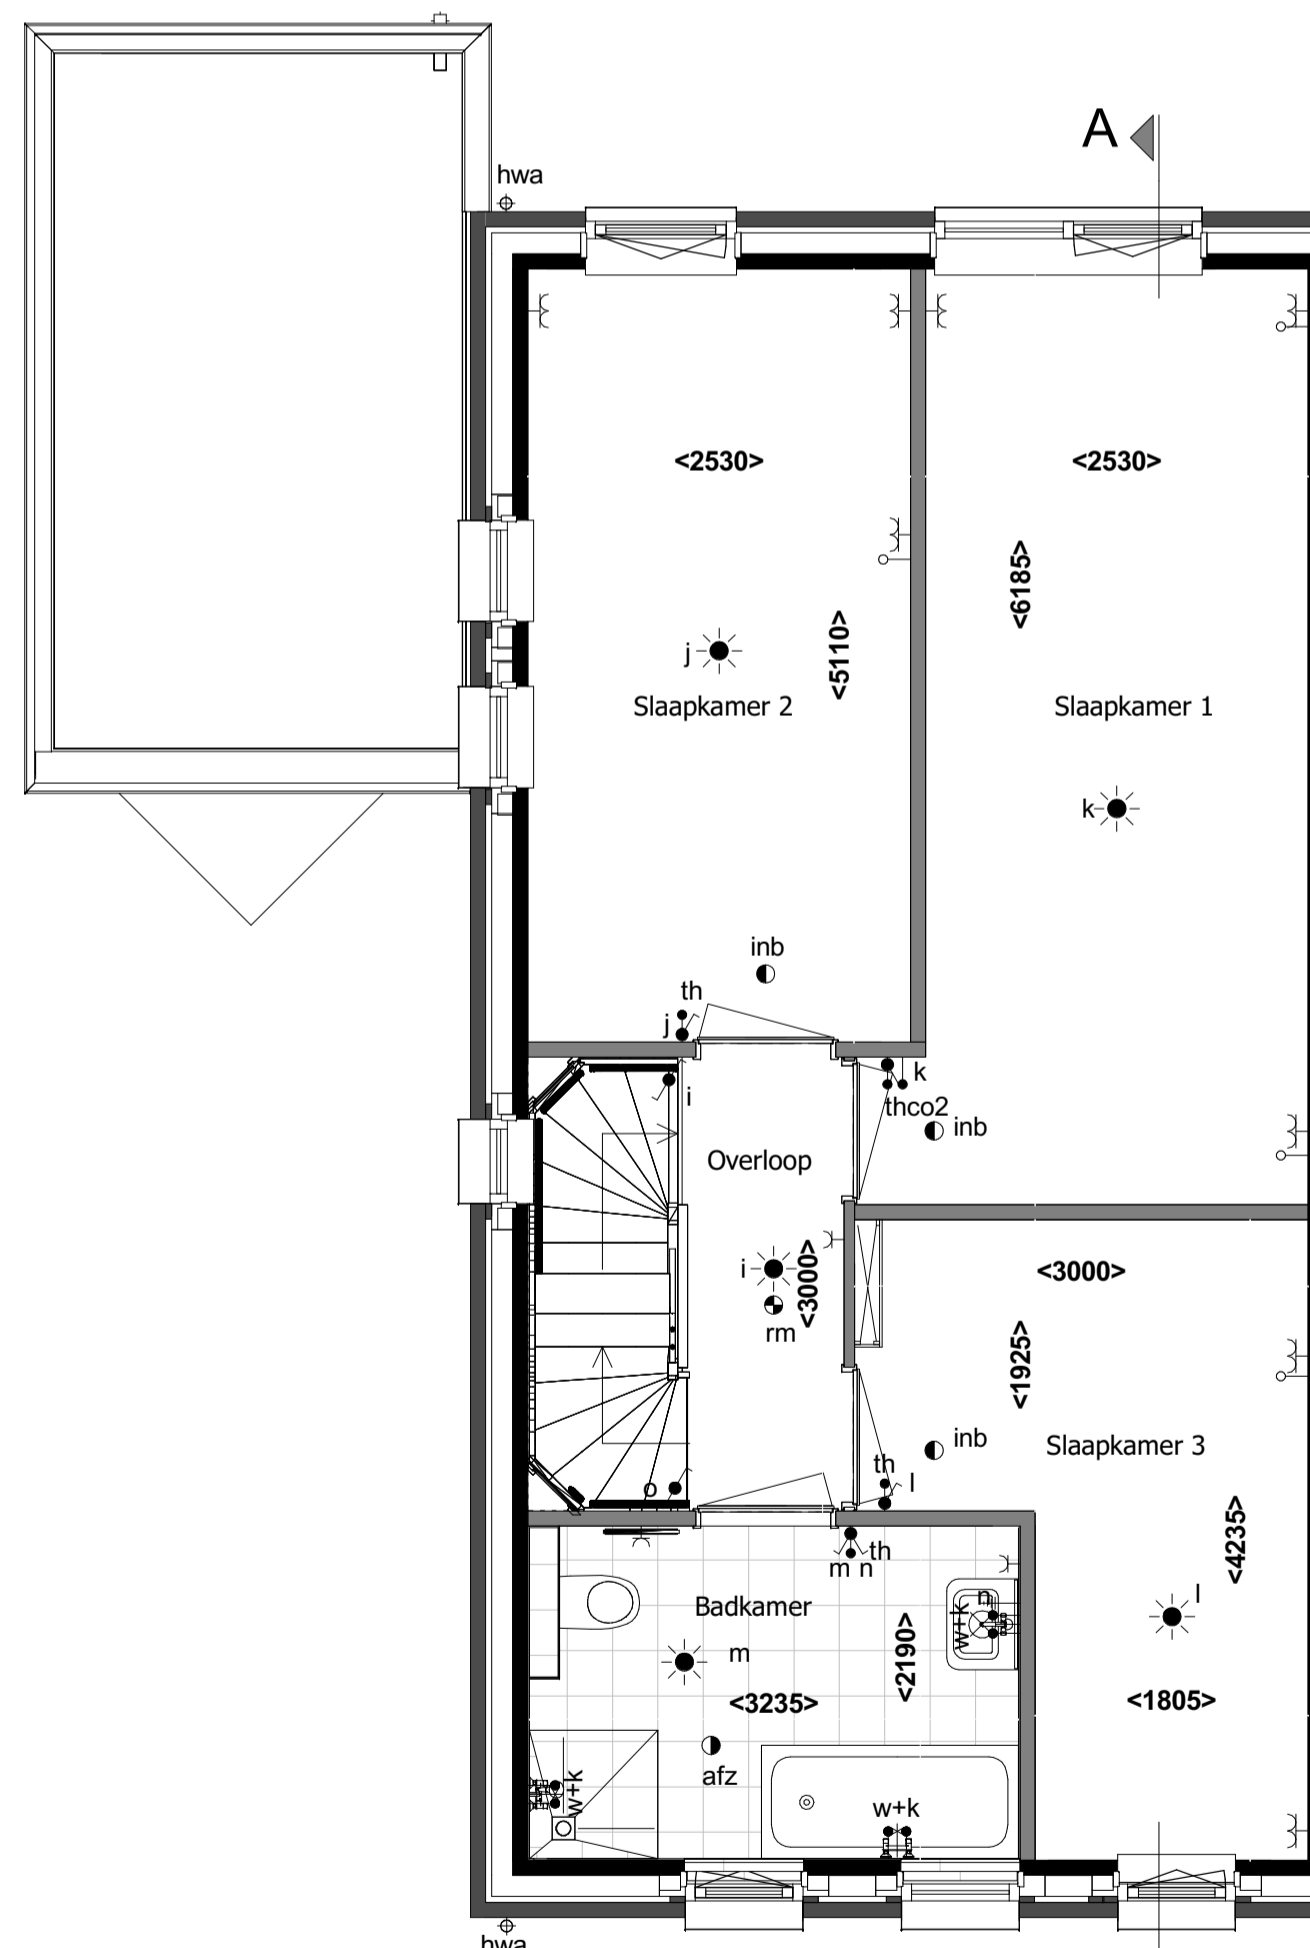 A
hwa
<2530>
<2530>
<6185>
<5110>
j
Slaapkamer 2
Slaapkamer 1
k
inb
th
j
k
i
thco2
inb
Overloop
i
<3000>
rm
<3000>
<1925>
inb
Slaapkamer 3
th
l
o
th
m n
<4235>
Badkamer
n
w+k
l
m
<2190>
<3235>
<1805>
afz
w+k
w+k
hwa